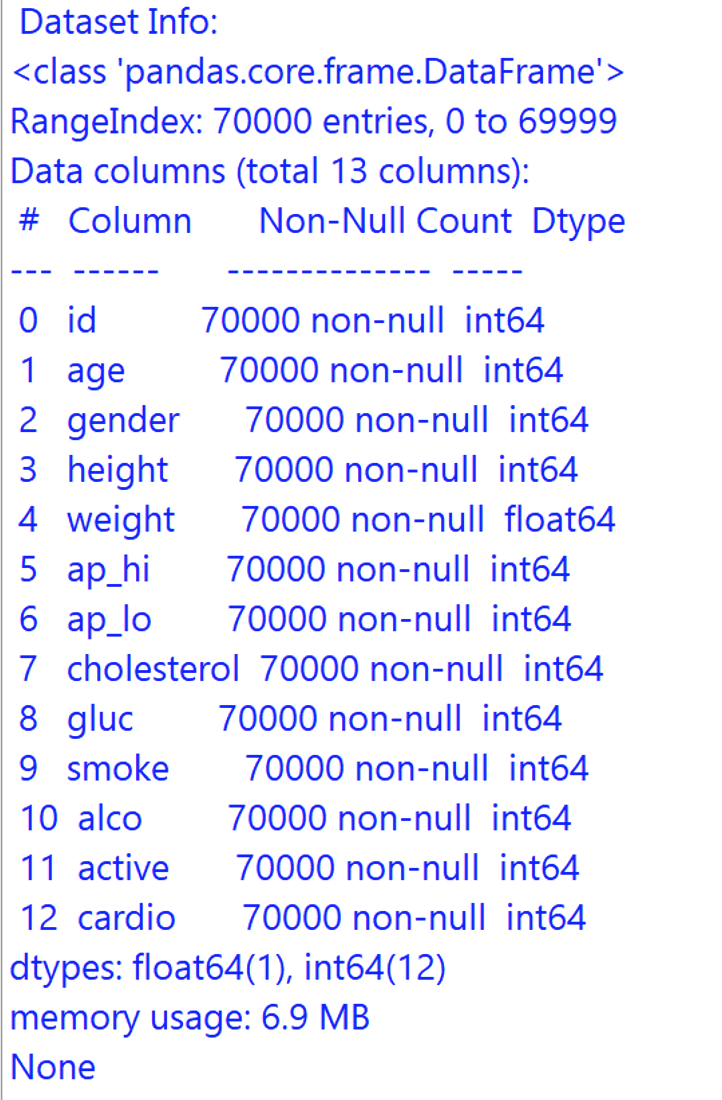 Dataset Info:
<class 'pandas.core.frame.DataFrame'>
RangeIndex: 70000 entries, 0 to 69999
Data columns (total 13 columns):
#   Column       Non-Null Count  Dtype
---  ------       --------------  -----
0   id           70000 non-null  int64
1   age          70000 non-null  int64
2   gender       70000 non-null  int64
3   height       70000 non-null  int64
4   weight       70000 non-null  float64
5   ap_hi        70000 non-null  int64
6   ap_lo        70000 non-null  int64
7   cholesterol  70000 non-null  int64
8   gluc         70000 non-null  int64
9   smoke        70000 non-null  int64
10  alco         70000 non-null  int64
11  active       70000 non-null  int64
12  cardio       70000 non-null  int64
dtypes: float64(1), int64(12)
memory usage: 6.9 MB
None